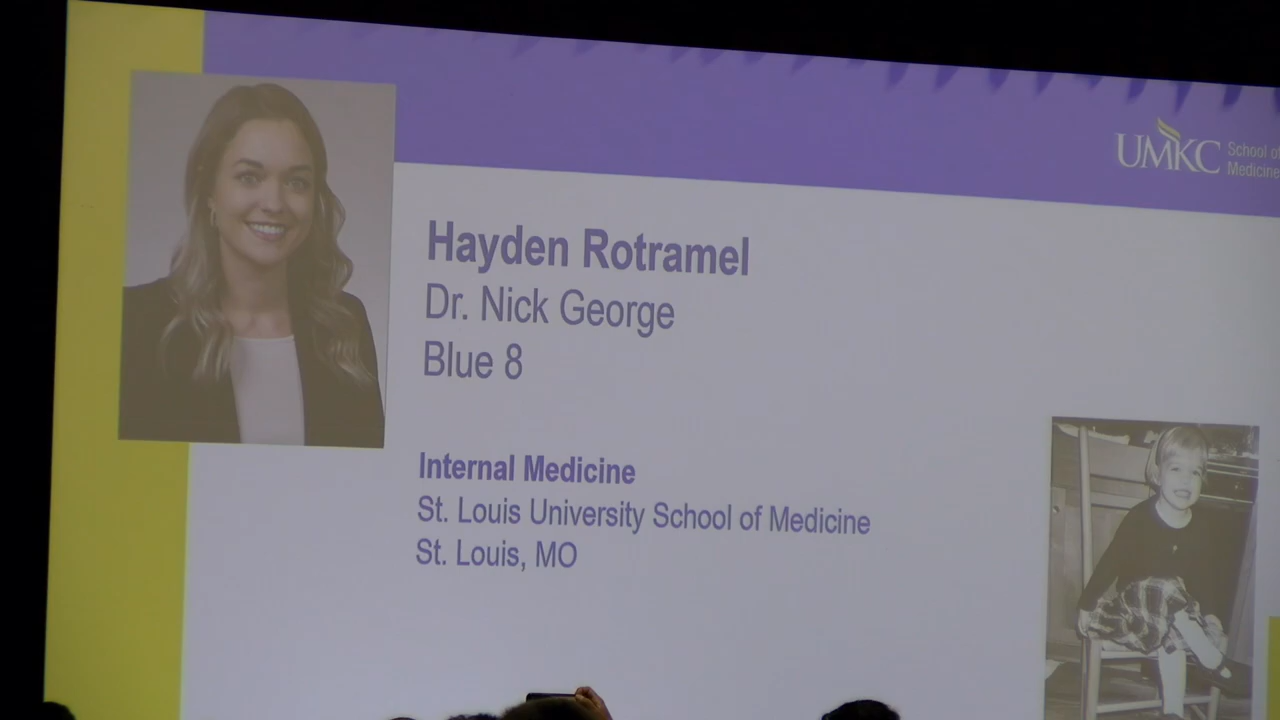 UMKC School of
Medicine
Hayden Rotramel
Dr. Nick George
Blue 8
Internal Medicine
St. Louis University School of Medicine
St. Louis, MO